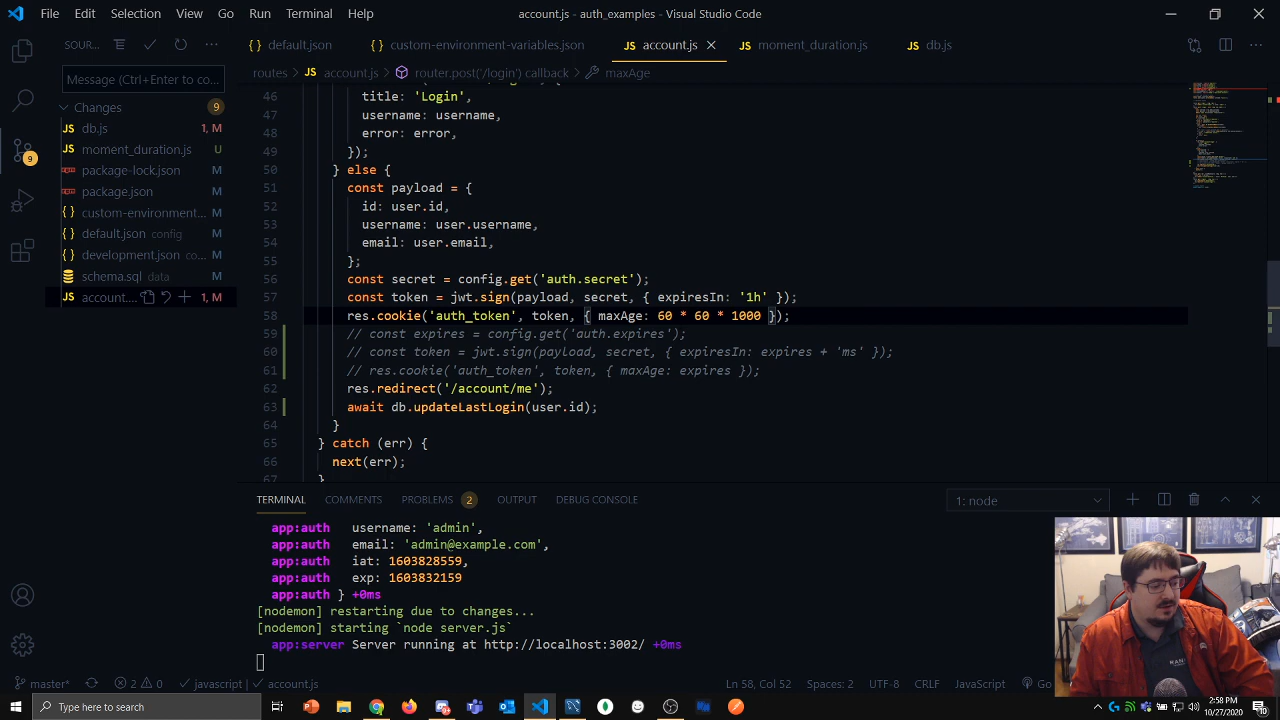 File Edit Selection View Go Run Terminal Help
account.js - auth_examples - Visual Studio Code
SOUR...
default.json
custom-environment-variables.json
JS account.js
JS moment_duration.js
JS db.js
Message (Ctrl+Enter to co...
routes > JS account.js > router.post('/login') callback > maxAge
Changes 9
JS db.js 1, M
JS moment_duration.js U
package-lock.json M
package.json M
{} custom-environment... M
{} default.json config M
{} development.json co... M
schema.sql data M
JS account.... 1, M
9
46 title: 'Login',
47 username: username,
48 error: error,
49 });
50 } else {
51 const payload = {
52 id: user.id,
53 username: user.username,
54 email: user.email,
55 };
56 const secret = config.get('auth.secret');
57 const token = jwt.sign(payload, secret, { expiresIn: '1h' });
58 res.cookie('auth_token', token, { maxAge: 60 * 60 * 1000 });
59 // const expires = config.get('auth.expires');
60 // const token = jwt.sign(payload, secret, { expiresIn: expires + 'ms' });
61 // res.cookie('auth_token', token, { maxAge: expires });
62 res.redirect('/account/me');
63 await db.updateLastLogin(user.id);
64 }
65 } catch (err) {
66 next(err);
67 }
TERMINAL COMMENTS PROBLEMS 2 OUTPUT DEBUG CONSOLE
1: node
app:auth username: 'admin',
app:auth email: 'admin@example.com',
app:auth iat: 1603828559,
app:auth exp: 1603832159
app:auth } +0ms
[nodemon] restarting due to changes...
[nodemon] starting `node server.js`
app:server Server running at http://localhost:3002/ +0ms
master* 2 0 javascript account.js
Ln 58, Col 52 Spaces: 2 UTF-8 CRLF JavaScript Go
Type here to search
2:58 PM
10/27/2020